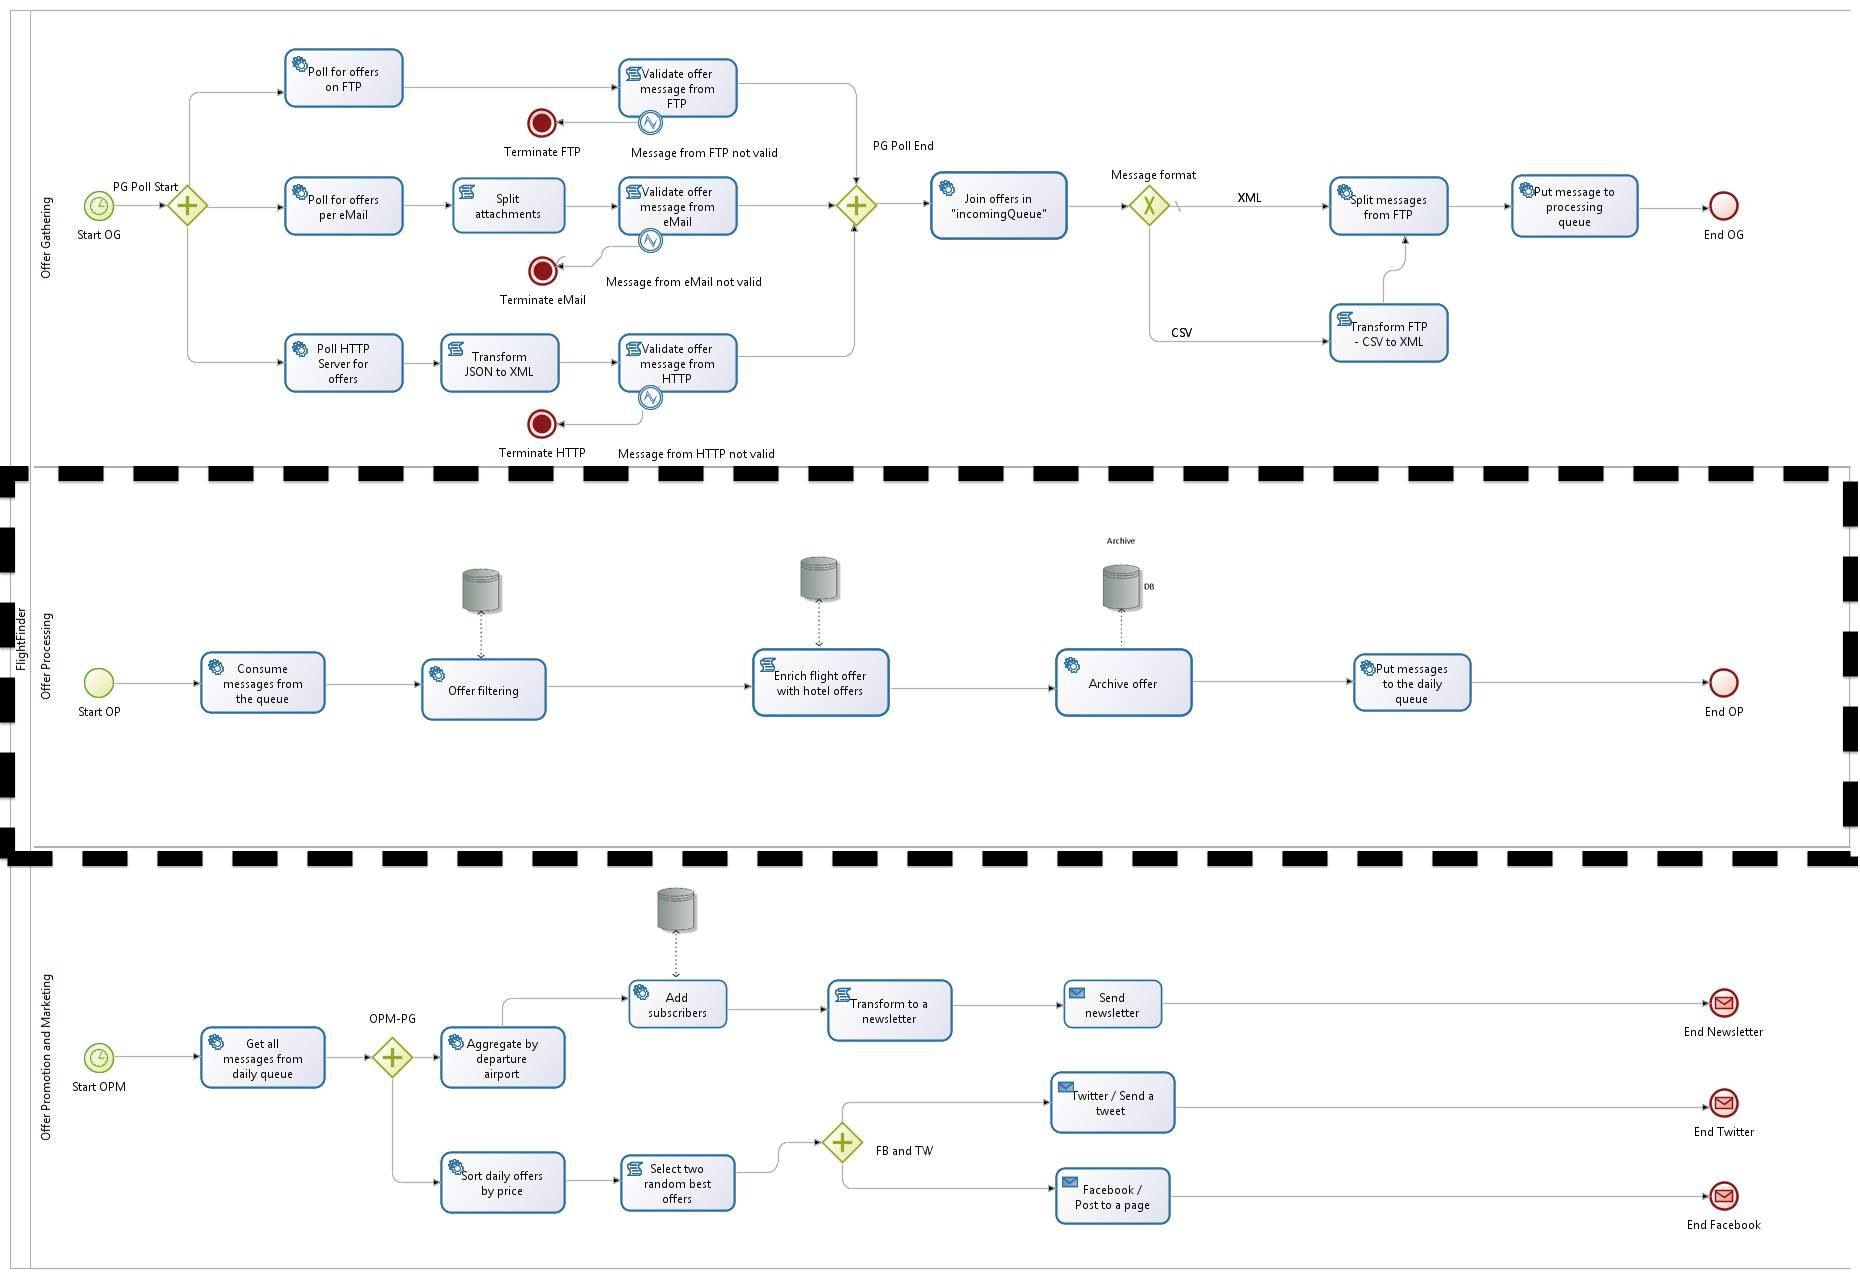 FlightFinder
Offer Gathering
Poll for offers
on FTP
Validate offer
message from
FTP
Terminate FTP
Message from FTP not valid
PG Poll End
PG Poll Start
Start OG
Poll for offers
per eMail
Split
attachments
Validate offer
message from
eMail
Terminate eMail
Message from eMail not valid
Join offers in
"incomingQueue"
Message format
XML
CSV
Split messages
from FTP
Put message to
processing
queue
End OG
Transform FTP
- CSV to XML
Poll HTTP
Server for
offers
Transform
JSON to XML
Validate offer
message from
HTTP
Terminate HTTP
Message from HTTP not valid
Offer Processing
Start OP
Consume
messages from
the queue
Offer filtering
Enrich flight offer
with hotel offers
Archive
DB
Archive offer
Put messages
to the daily
queue
End OP
Offer Promotion and Marketing
Start OPM
Get all
messages from
daily queue
OPM-PG
Aggregate by
departure
airport
Add
subscribers
Transform to a
newsletter
Send
newsletter
End Newsletter
Sort daily offers
by price
Select two
random best
offers
FB and TW
Twitter / Send a
tweet
End Twitter
Facebook /
Post to a page
End Facebook